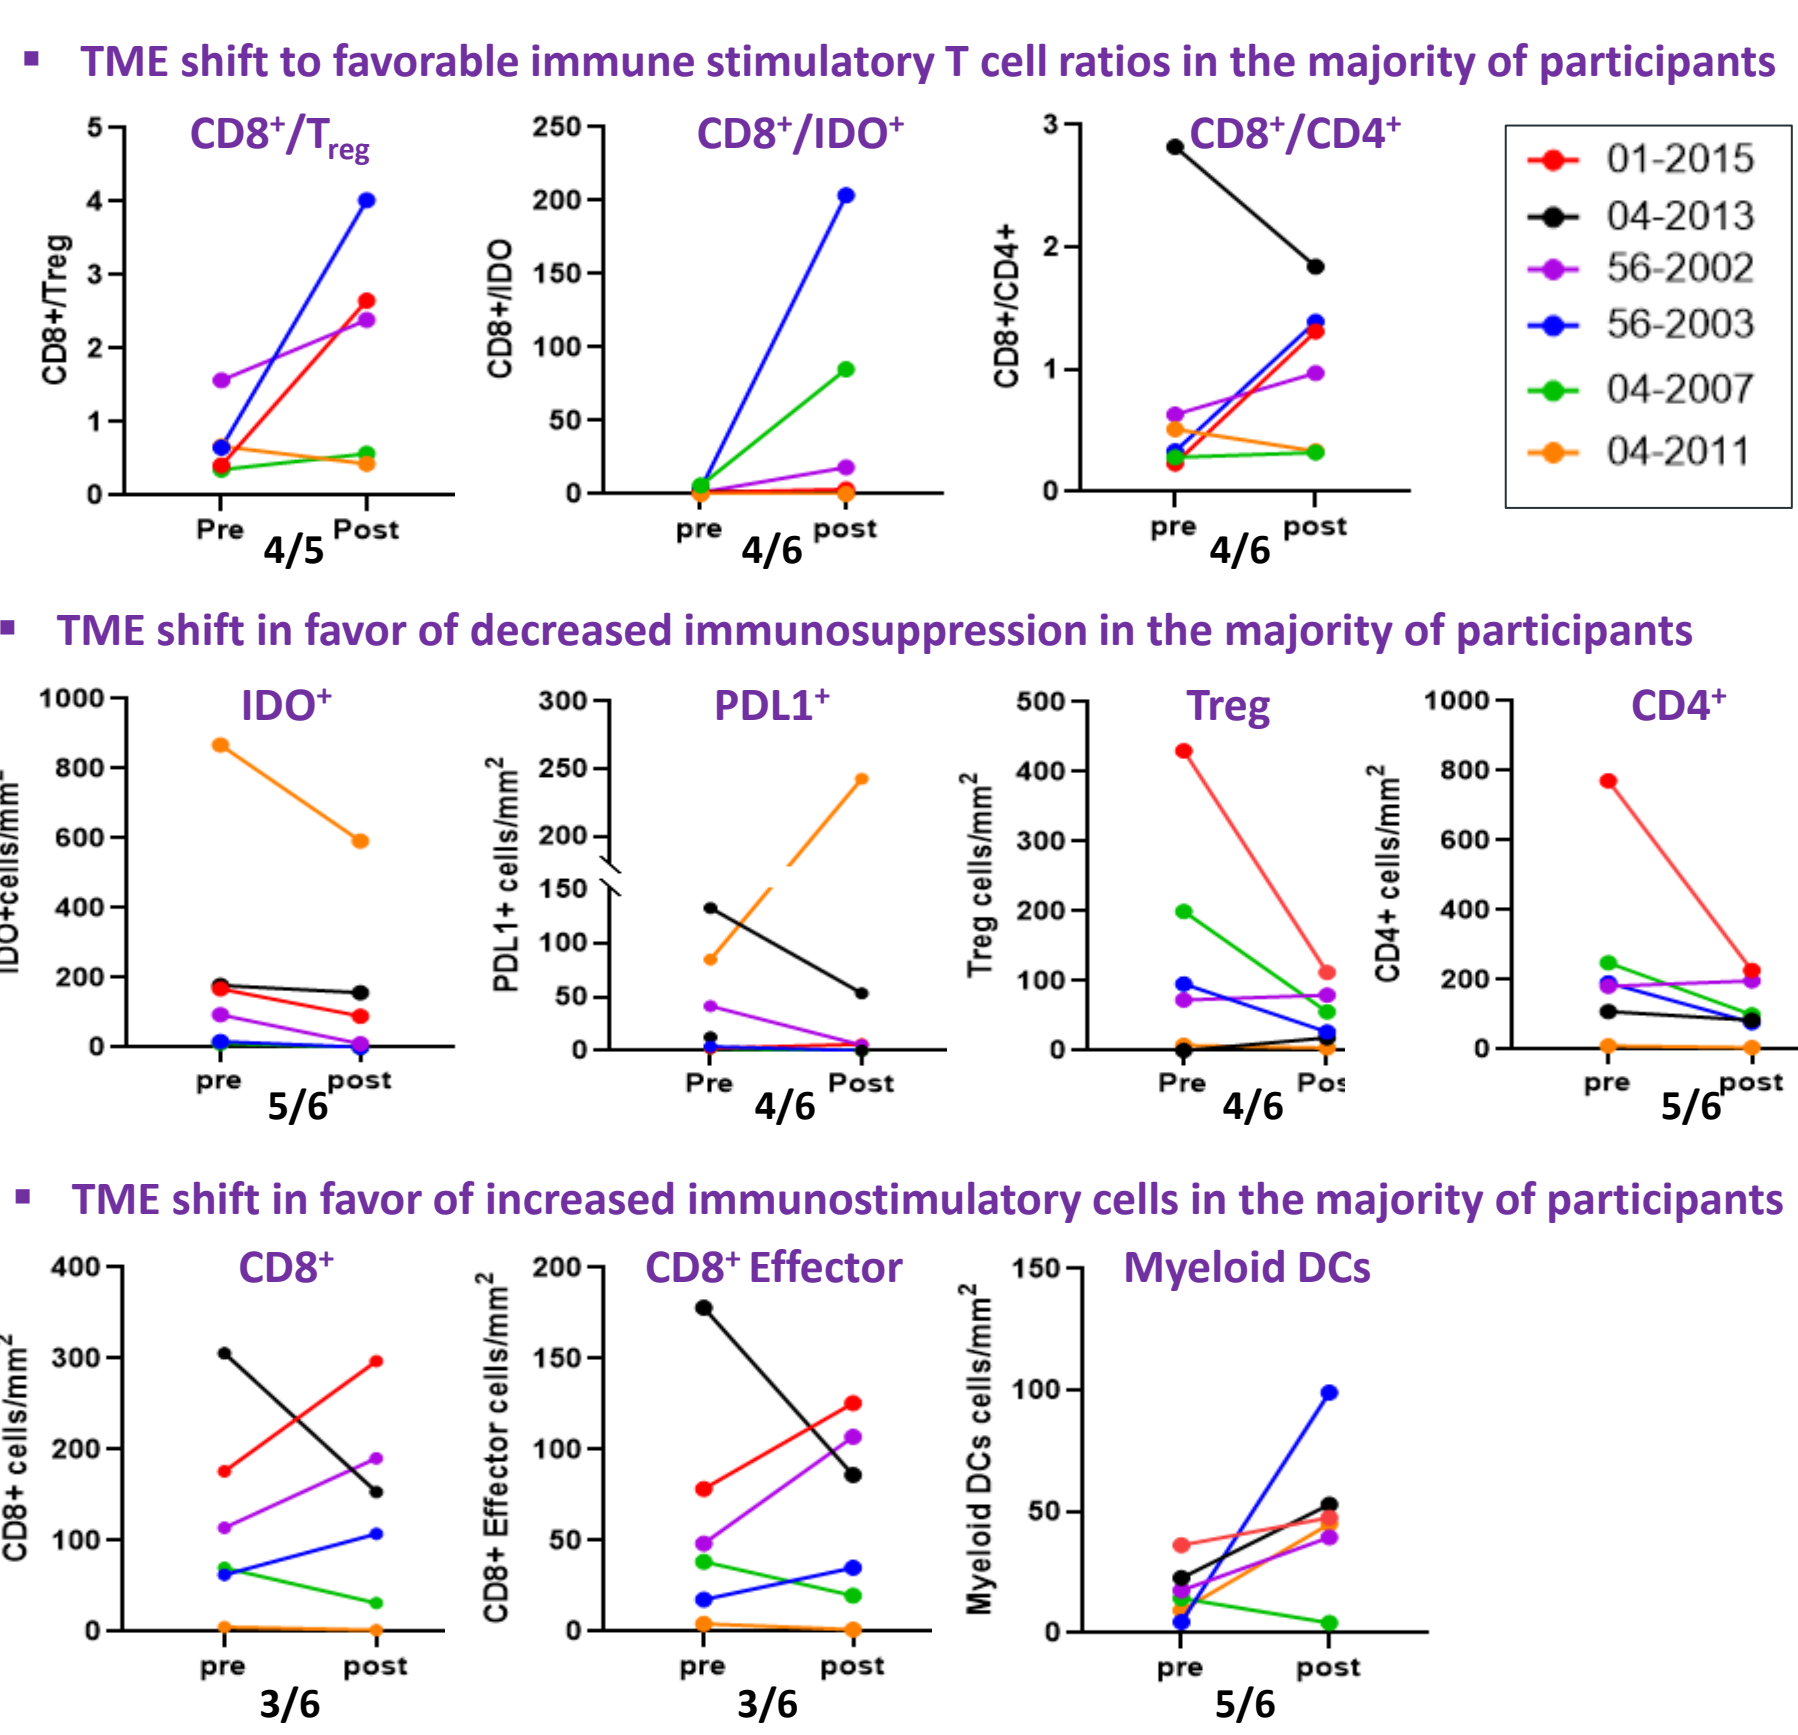 ▪ TME shift to favorable immune stimulatory T cell ratios in the majority of participants
CD8+/Treg
CD8+/Treg
5
4
3
2
1
0
Pre
Post
4/5
CD8+/IDO+
CD8+/IDO
250
200
150
100
50
0
pre
post
4/6
CD8+/CD4+
CD8+/CD4+
3
2
1
0
pre
post
4/6
01-2015
04-2013
56-2002
56-2003
04-2007
04-2011
▪ TME shift in favor of decreased immunosuppression in the majority of participants
IDO+
IDO+cells/mm2
1000
800
600
400
200
0
pre
post
5/6
PDL1+
PDL1+ cells/mm2
300
250
200
150
100
50
0
Pre
Post
4/6
Treg
Treg cells/mm2
500
400
300
200
100
0
Pre
Pos
4/6
CD4+
CD4+ cells/mm2
1000
800
600
400
200
0
pre
post
5/6
▪ TME shift in favor of increased immunostimulatory cells in the majority of participants
CD8+
CD8+ cells/mm2
400
300
200
100
0
pre
post
3/6
CD8+ Effector
CD8+ Effector cells/mm2
200
150
100
50
0
pre
post
3/6
Myeloid DCs
Myeloid DCs cells/mm2
150
100
50
0
pre
post
5/6